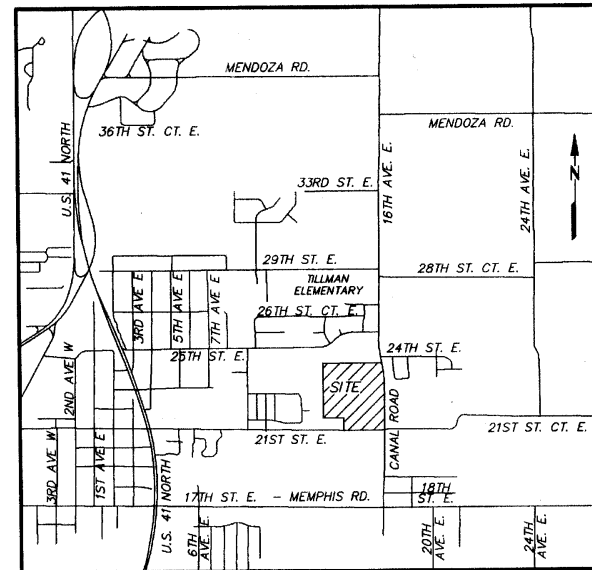 MENDOZA RD.
MENDOZA RD.
36TH ST. CT. E.
U.S. 41 NORTH
33RD ST. E.
16TH AVE. E.
24TH AVE. E.
N
29TH ST. E.
28TH ST. CT. E.
TILLMAN
ELEMENTARY
3RD AVE E
5TH AVE E
7TH AVE E
26TH ST. CT. E.
25TH ST. E.
24TH ST. E.
2ND AVE W
SITE
CANAL ROAD
21ST ST. E.
21ST ST. CT. E.
3RD AVE W
1ST AVE E
U.S. 41 NORTH
17TH ST. E. - MEMPHIS RD.
18TH
ST. E.
6TH
AVE. E.
20TH
AVE. E.
24TH
AVE. E.